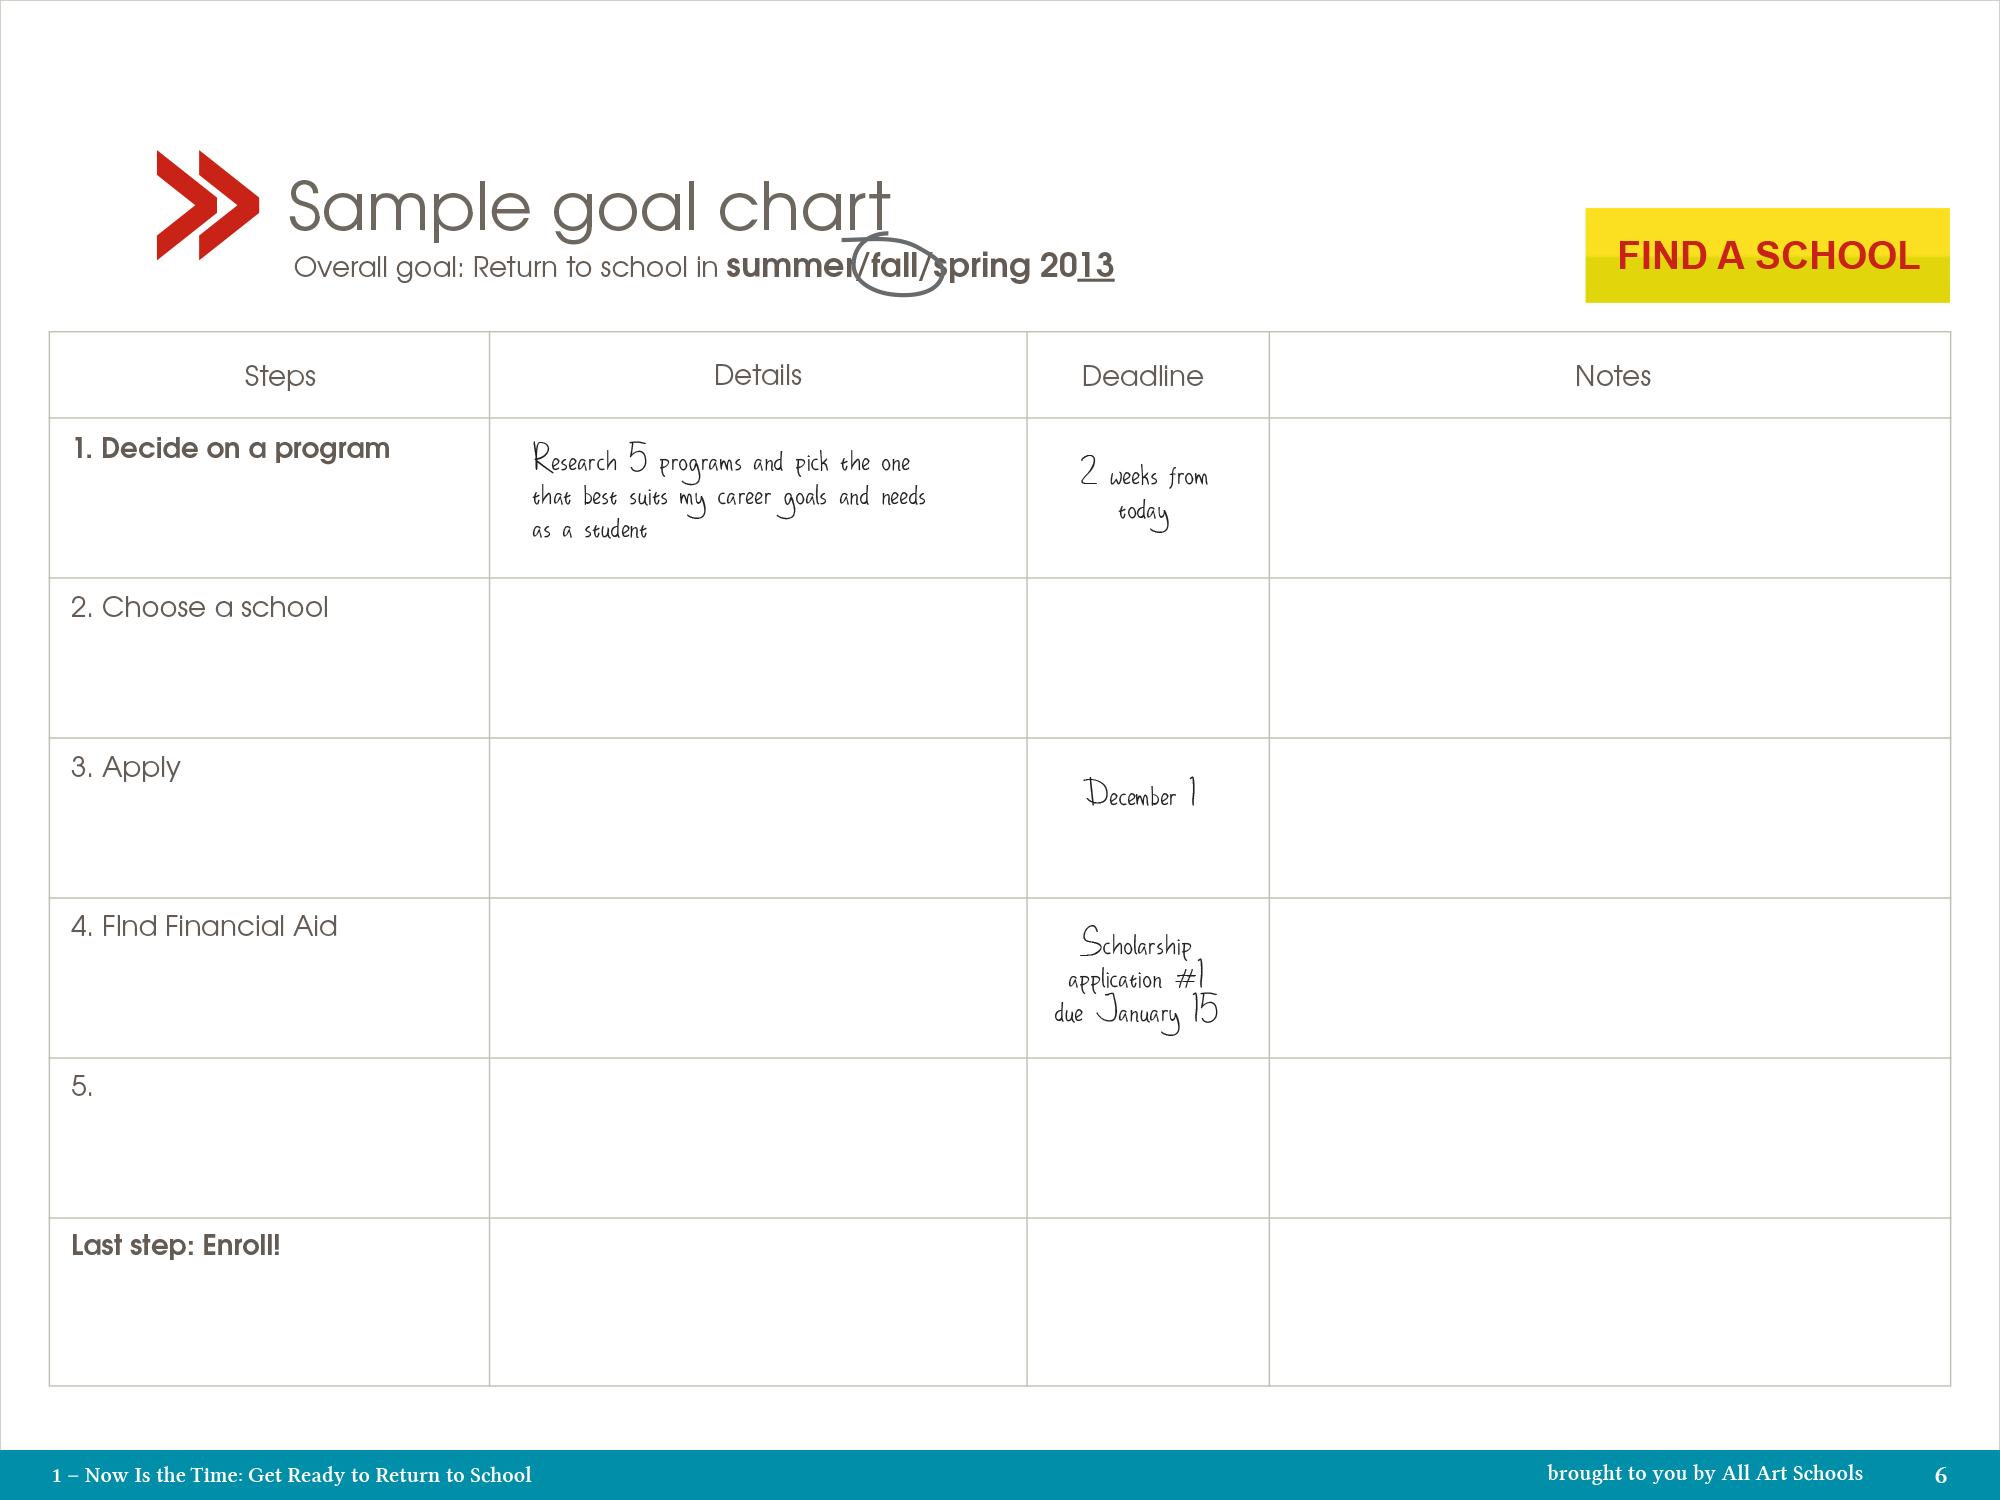 Sample goal chart
Overall goal: Return to school in summer/fall/spring 2013
FIND A SCHOOL
Steps
Details
Deadline
Notes
1. Decide on a program
Research 5 programs and pick the one
that best suits my career goals and needs
as a student
2 weeks from
today
2. Choose a school
3. Apply
December 1
4. FInd Financial Aid
Scholarship
application #1
due January 15
5.
Last step: Enroll!
1 – Now Is the Time: Get Ready to Return to School
brought to you by All Art Schools
6